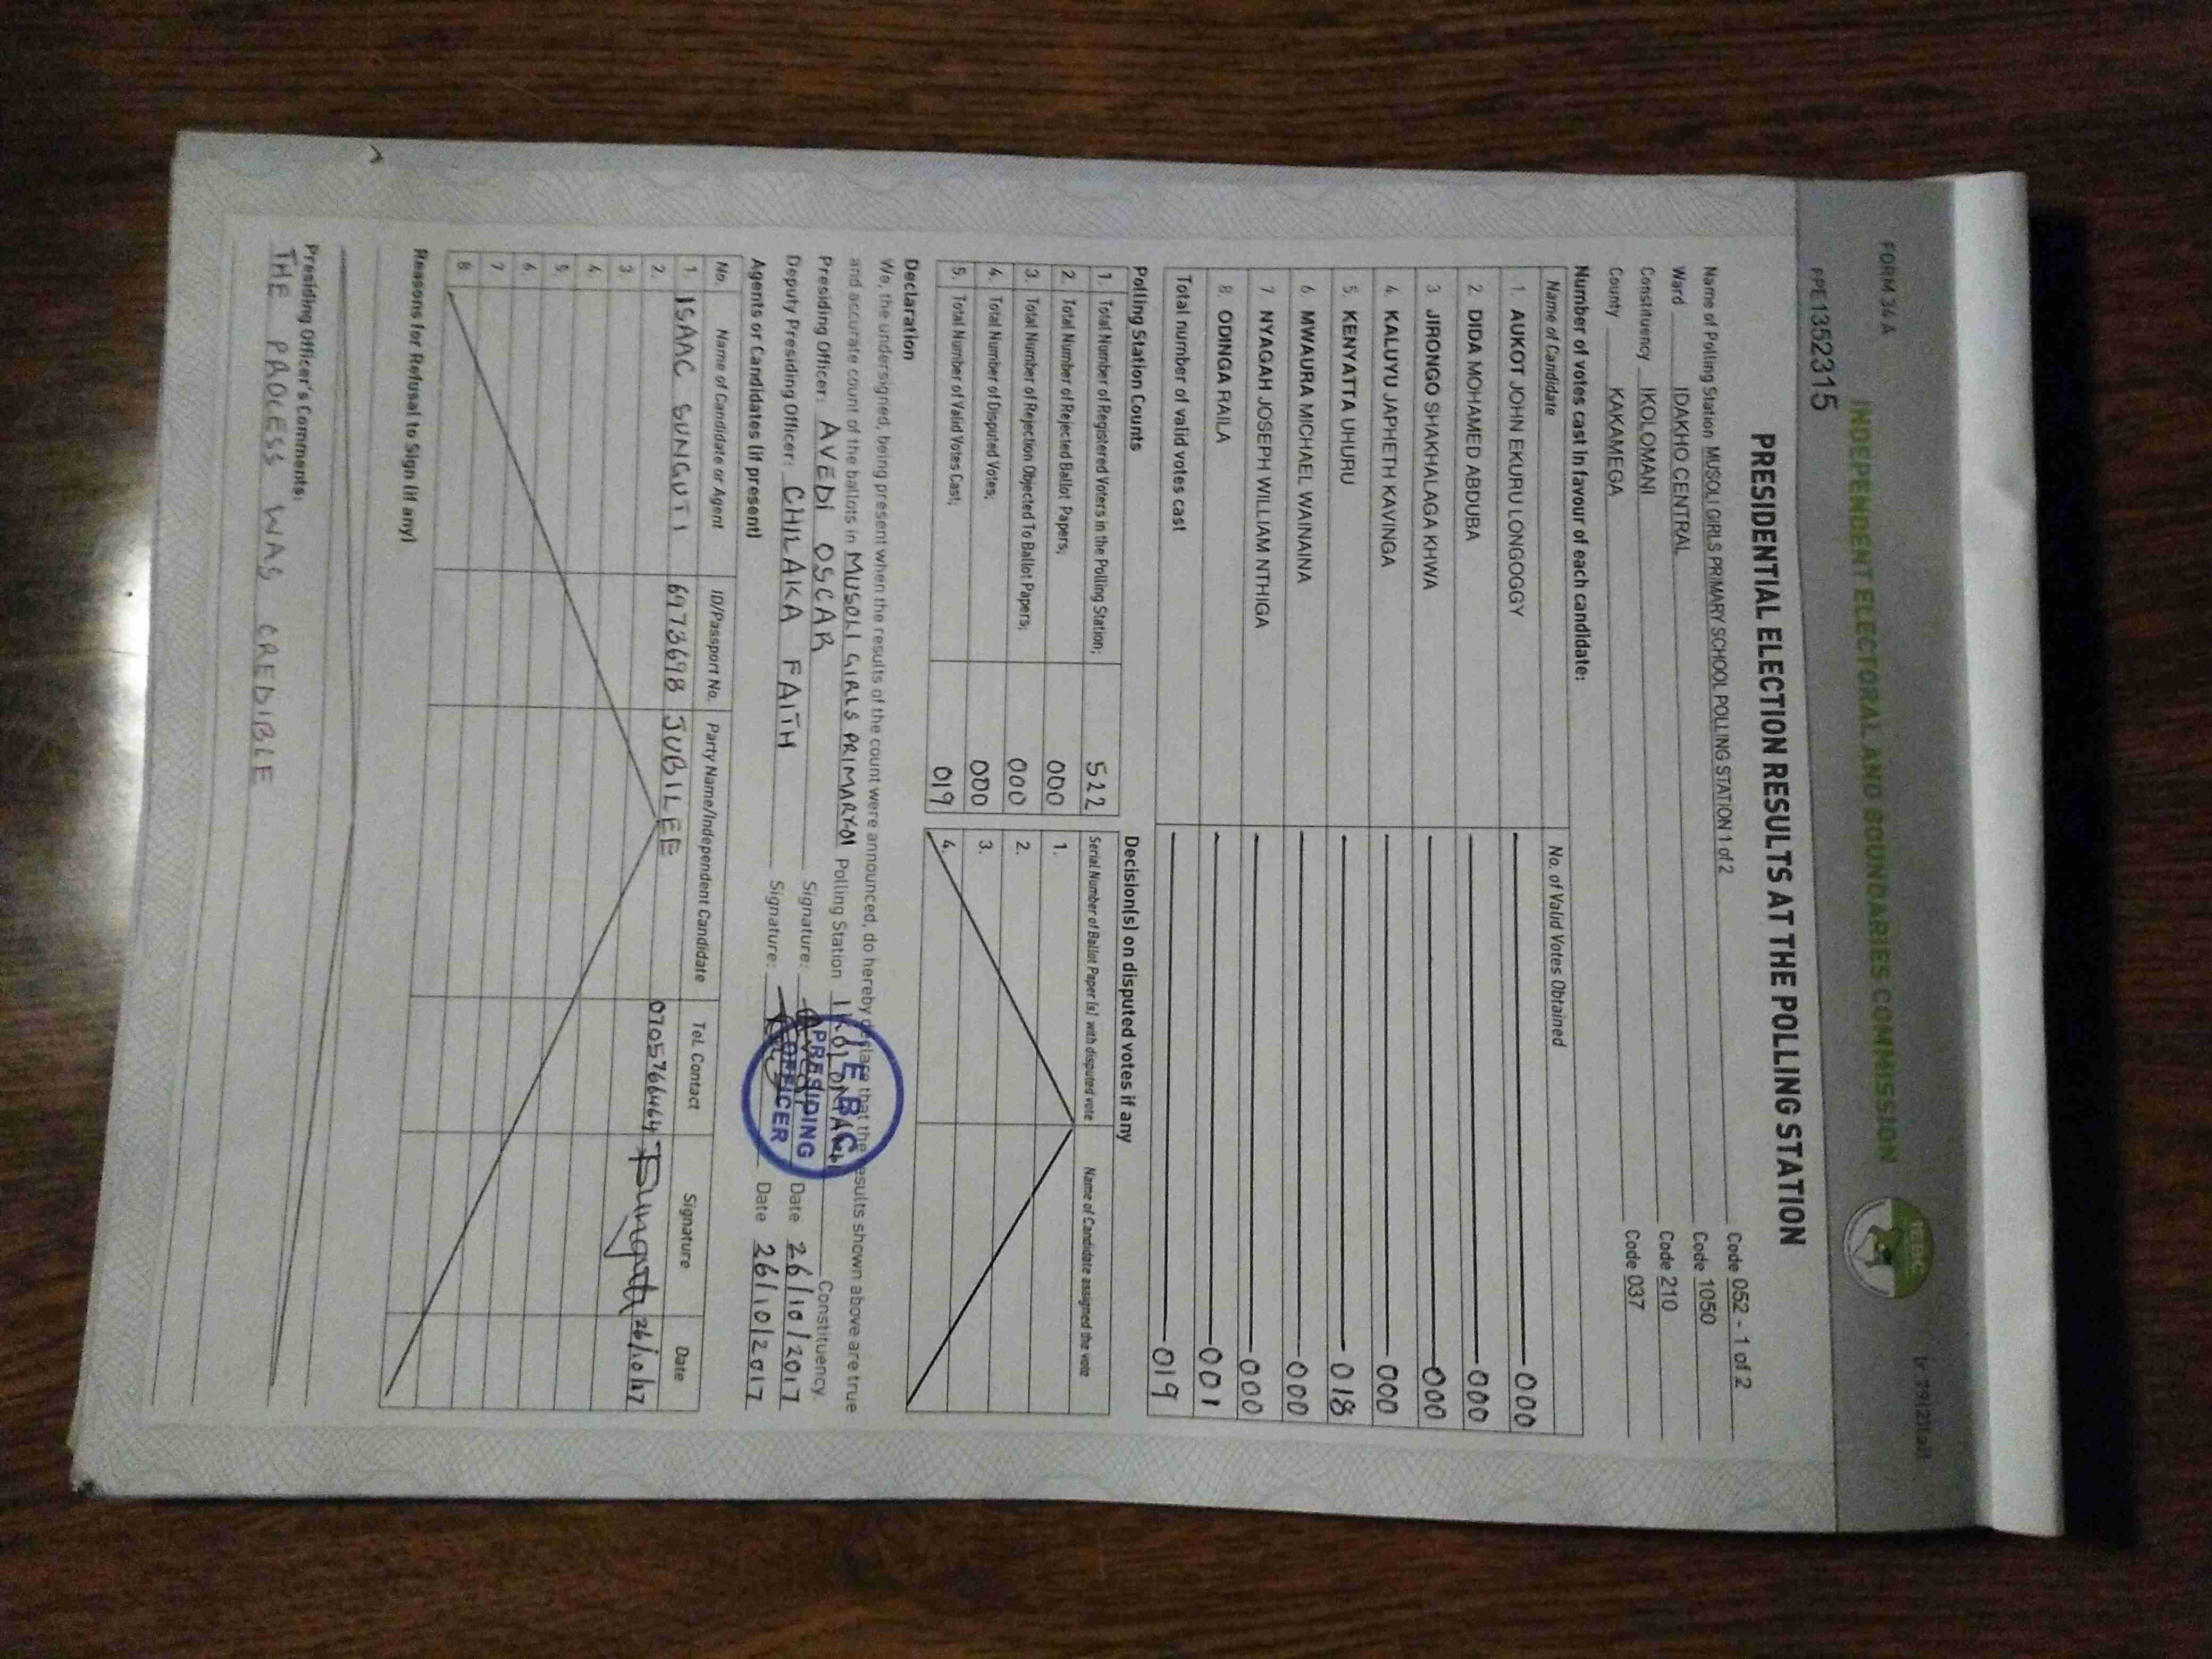 FORM 34 A
INDEPENDENT ELECTORAL AND BOUNDARIES COMMISSION
IEBC
PPE1352315
PRESIDENTIAL ELECTION RESULTS AT THE POLLING STATION
Name of Polling Station MUSOLI GIRLS PRIMARY SCHOOL POLLING STATION 1 of 2 Code 052 - 1 of 2
Ward IDAKHO CENTRAL Code 1050
Constituency IKOLOMANI Code 210
County KAKAMEGA Code 037
Number of votes cast in favour of each candidate:
Name of Candidate No. of Valid Votes Obtained
1. AUKOT JOHN EKURU LONGOGGY 000
2. DIDA MOHAMED ABDUBA 000
3. JIRONGO SHAKHALAGA KHWA 000
4. KALUYU JAPHETH KAVINGA 000
5. KENYATTA UHURU 018
6. MWAURA MICHAEL WAINAINA 000
7 NYAGAH JOSEPH WILLIAM NTHIGA 000
8. ODINGA RAILA 001
Total number of valid votes cast 019
Polling Station Counts Decision(s) on disputed votes if any
1. Total Number of Registered Voters in the Polling Station; 522 Serial Number of Ballot Paper (s) with disputed vote Name of Candidate assigned the vote
2. Total Number of Rejected Ballot Papers; 000 1.
3. Total Number of Rejection Objected To Ballot Papers; 000 2.
4. Total Number of Disputed Votes; 000 3.
5. Total Number of Valid Votes Cast; 019 4.
Declaration
We, the undersigned, being present when the results of the count were announced, do hereby declare that the results shown above are true
and accurate count of the ballots in MUSOLI GIRLS PRIMARY-01 Polling Station Constituency.
Presiding Officer: AVEDI OSCAR Signature: Date 26/10/2017
Deputy Presiding Officer: CHILAKA FAITH Signature: Date 26/10/2017
IEBC
PRESIDING
OFFICER
Agents or Candidates (if present)
No. Name of Candidate or Agent ID/Passport No. Party Name/Independent Candidate Tel. Contact Signature Date
1. ISAAC SUNGUTI 6973698 JUBILEE 0705766464 26/10/17
2.
3.
4.
5.
6.
7.
8.
Reasons for Refusal to Sign (if any)
Presiding Officer's Comments:
THE PROCESS WAS CREDIBLE